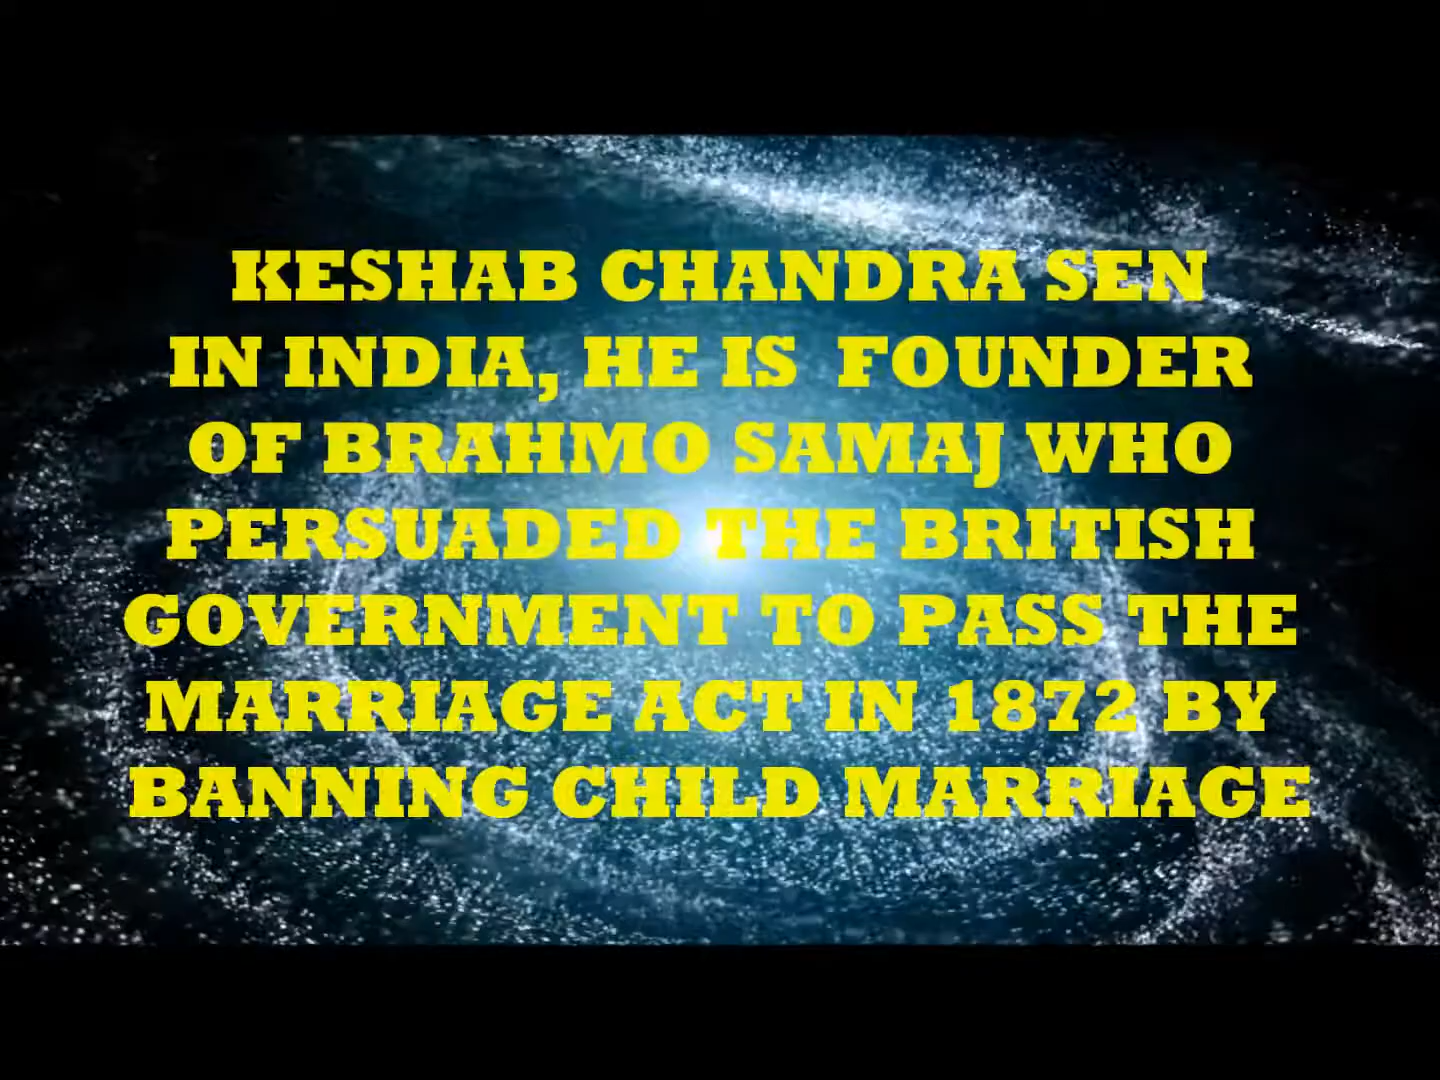 KESHAB CHANDRA SEN
IN INDIA, HE IS FOUNDER
OF BRAHMO SAMAJ WHO
PERSUADED THE BRITISH
GOVERNMENT TO PASS THE
MARRIAGE ACT IN 1872 BY
BANNING CHILD MARRIAGE